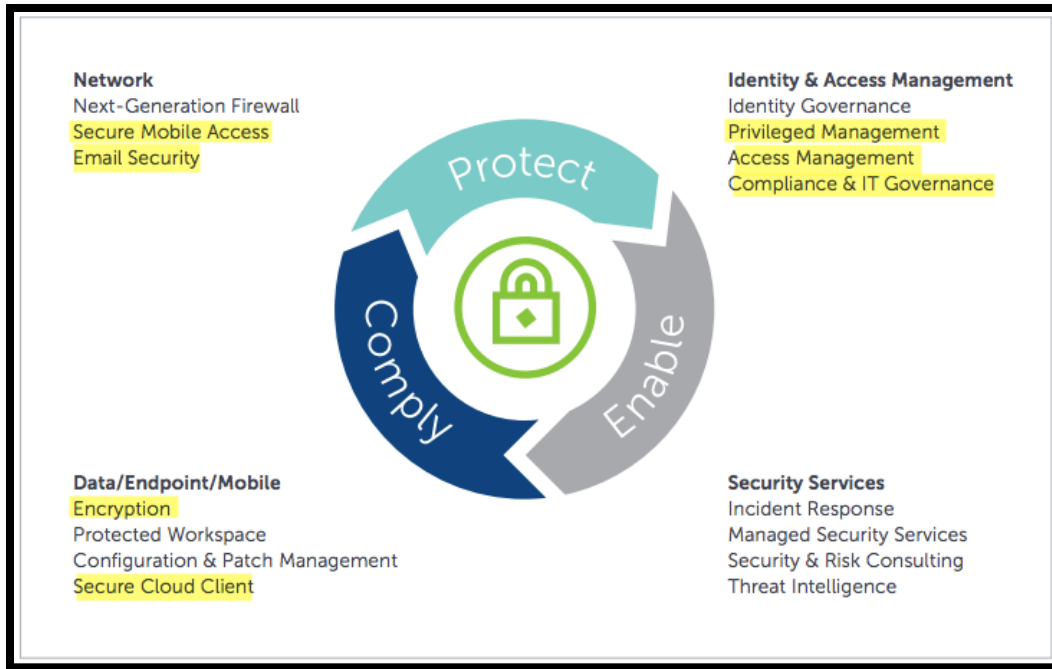 Network
Next-Generation Firewall
Secure Mobile Access
Email Security
Identity & Access Management
Identity Governance
Privileged Management
Access Management
Compliance & IT Governance
Protect
Enable
Comply
Data/Endpoint/Mobile
Encryption
Protected Workspace
Configuration & Patch Management
Secure Cloud Client
Security Services
Incident Response
Managed Security Services
Security & Risk Consulting
Threat Intelligence